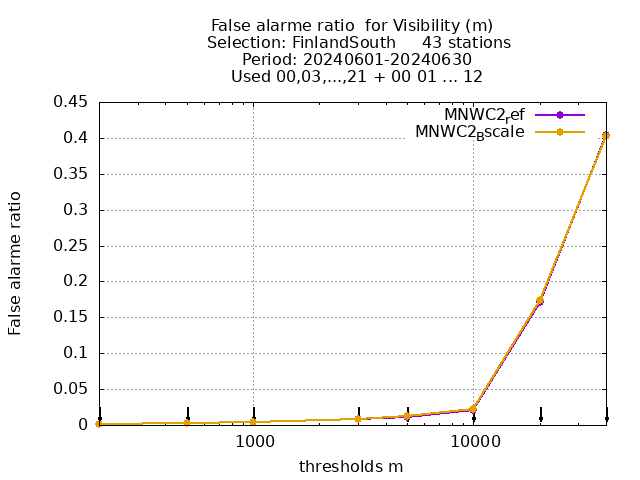 False alarme ratio  for Visibility (m)
Selection: FinlandSouth     43 stations
Period: 20240601-20240630
Used 00,03,...,21 + 00 01 ... 12
MNWC2ref
MNWC2Bscale
False alarme ratio
0.45
0.4
0.35
0.3
0.25
0.2
0.15
0.1
0.05
0
1000
10000
thresholds m